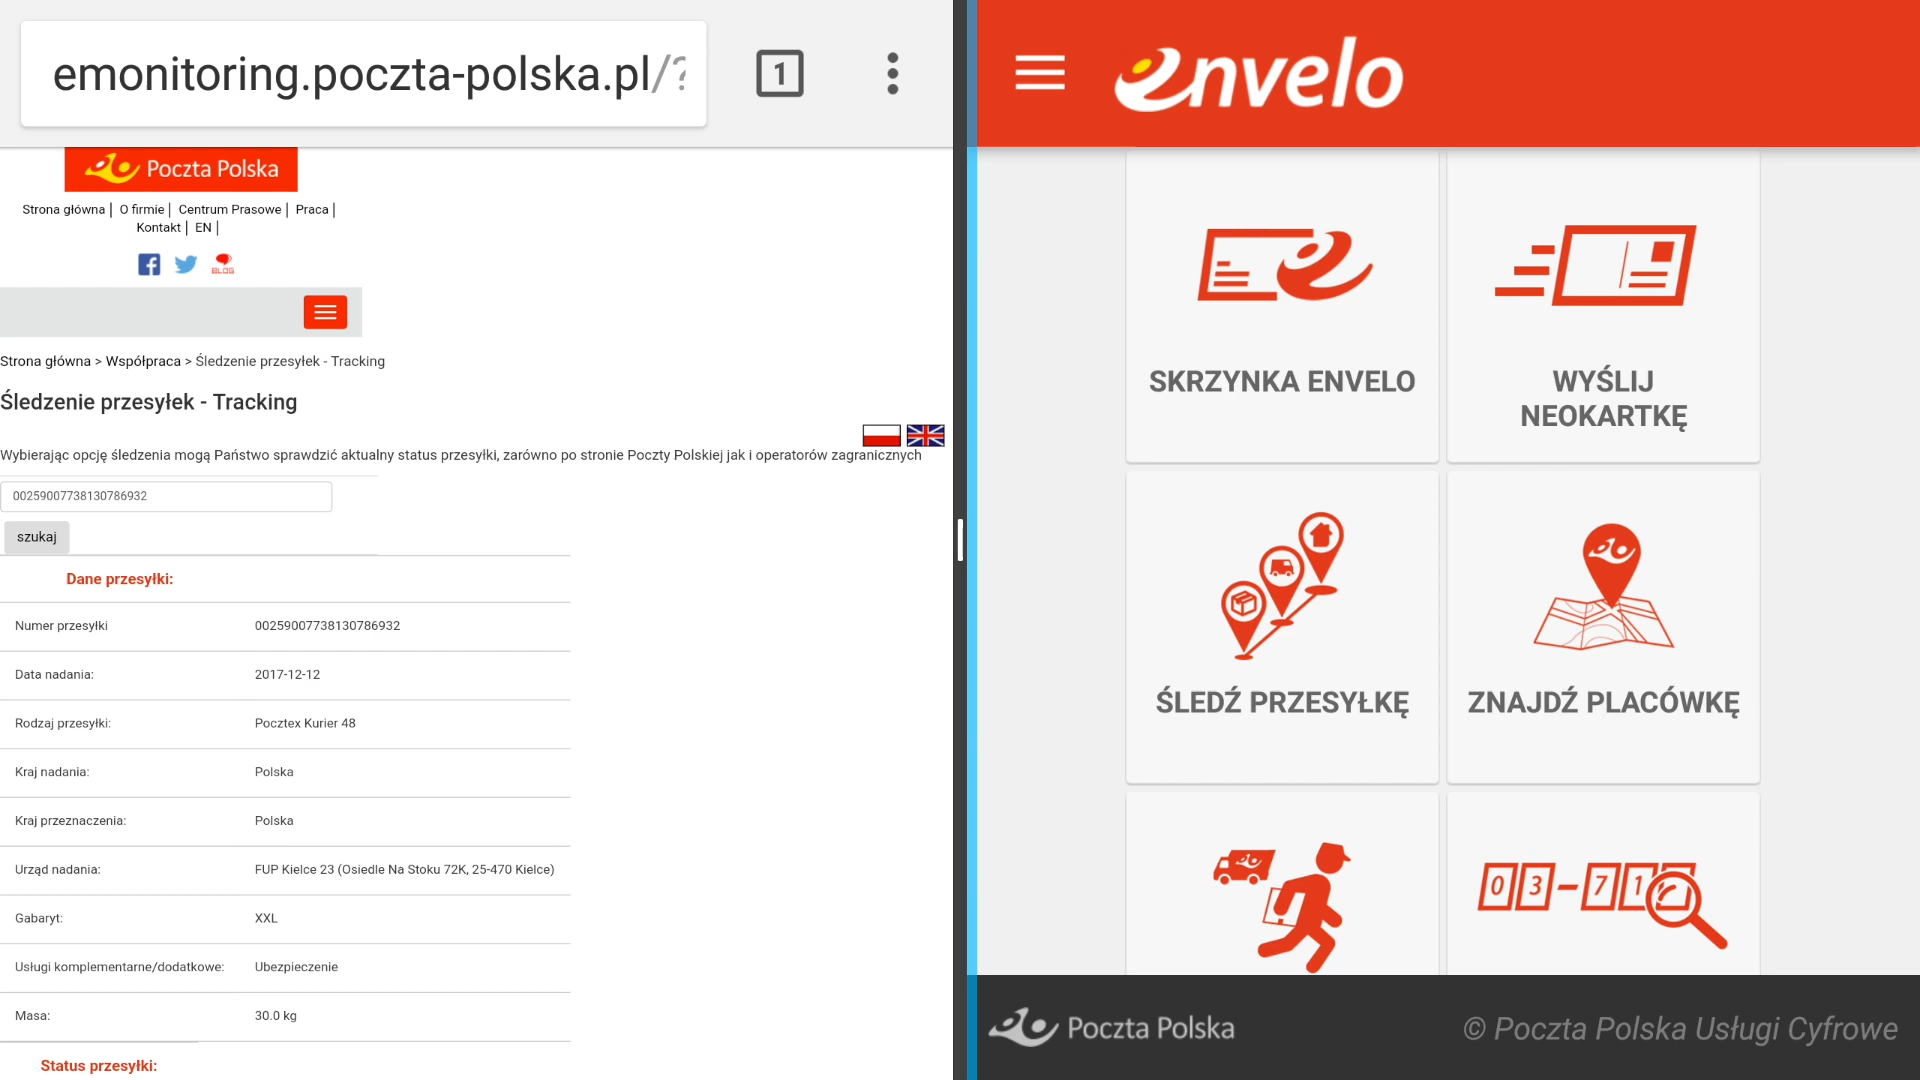 emonitoring.poczta-polska.pl/?
1
Poczta Polska
Strona główna | O firmie | Centrum Prasowe | Praca |
Kontakt | EN |
BLOG
Strona główna > Współpraca > Śledzenie przesyłek - Tracking
Śledzenie przesyłek - Tracking
Wybierając opcję śledzenia mogą Państwo sprawdzić aktualny status przesyłki, zarówno po stronie Poczty Polskiej jak i operatorów zagranicznych
00259007738130786932
szukaj
Dane przesyłki:
Numer przesyłki 00259007738130786932
Data nadania: 2017-12-12
Rodzaj przesyłki: Pocztex Kurier 48
Kraj nadania: Polska
Kraj przeznaczenia: Polska
Urząd nadania: FUP Kielce 23 (Osiedle Na Stoku 72K, 25-470 Kielce)
Gabaryt: XXL
Usługi komplementarne/dodatkowe: Ubezpieczenie
Masa: 30.0 kg
Status przesyłki:
envelo
SKRZYNKA ENVELO
WYŚLIJ
NEOKARTKĘ
ŚLEDŹ PRZESYŁKĘ
ZNAJDŹ PLACÓWKĘ
03-71
Poczta Polska
© Poczta Polska Usługi Cyfrowe